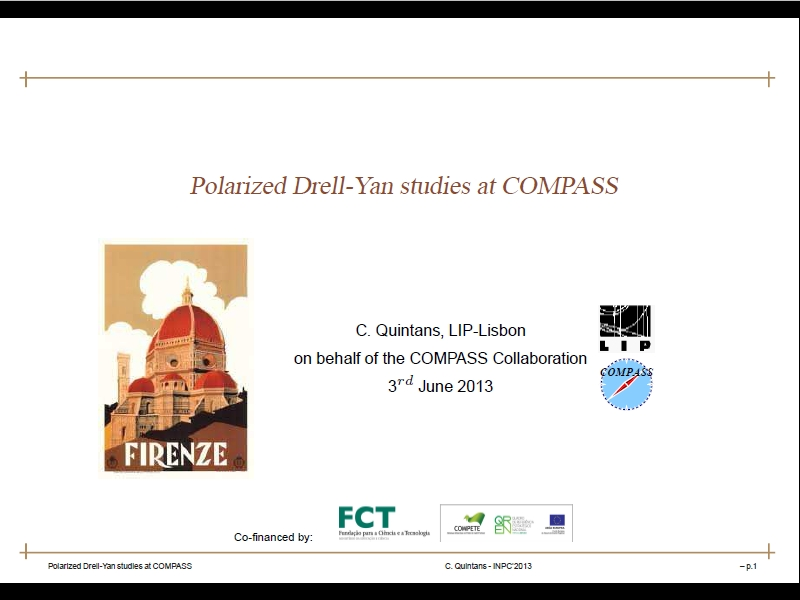 Polarized Drell-Yan studies at COMPASS
FIRENZE
C. Quintans, LIP-Lisbon
on behalf of the COMPASS Collaboration
3rd June 2013
LIP
COMPASS
Co-financed by:
FCT
Fundação para a Ciência e a Tecnologia
COMPETE
QREN
Polarized Drell-Yan studies at COMPASS
C. Quintans - INPC'2013
– p.1